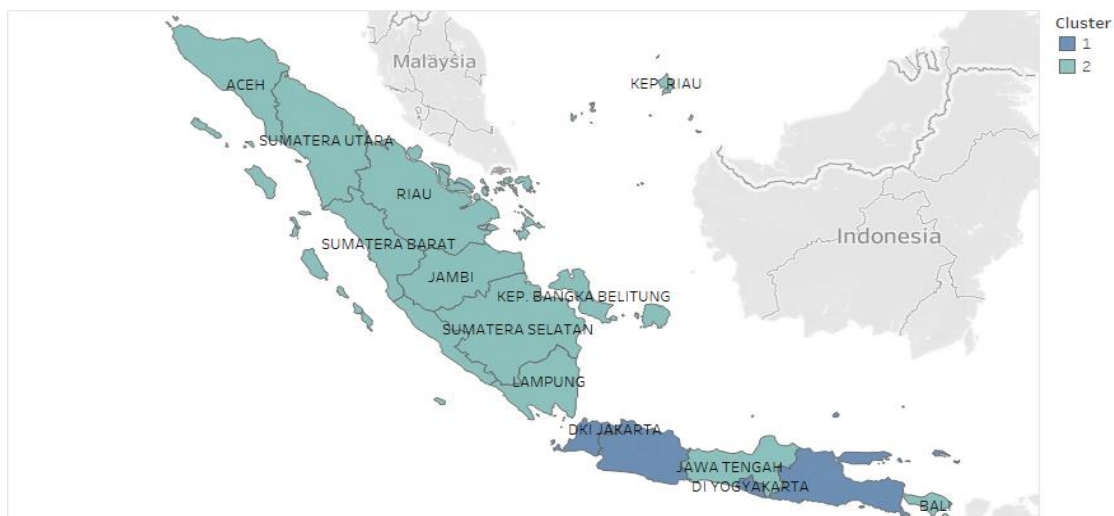 Cluster
1
2
Malaysia
KEP. RIAU
ACEH
SUMATERA UTARA
RIAU
SUMATERA BARAT
Indonesia
JAMBI
KEP. BANGKA BELITUNG
SUMATERA SELATAN
LAMPUNG
DKI JAKARTA
JAWA TENGAH
DI YOGYAKARTA
BALI